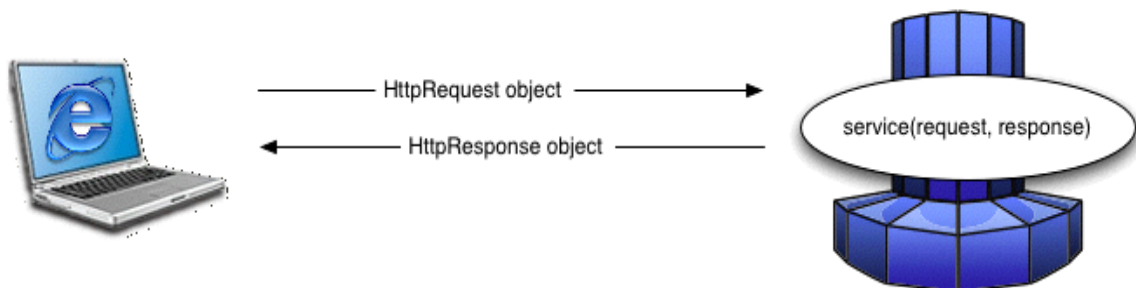 HttpRequest object
HttpResponse object
service(request, response)